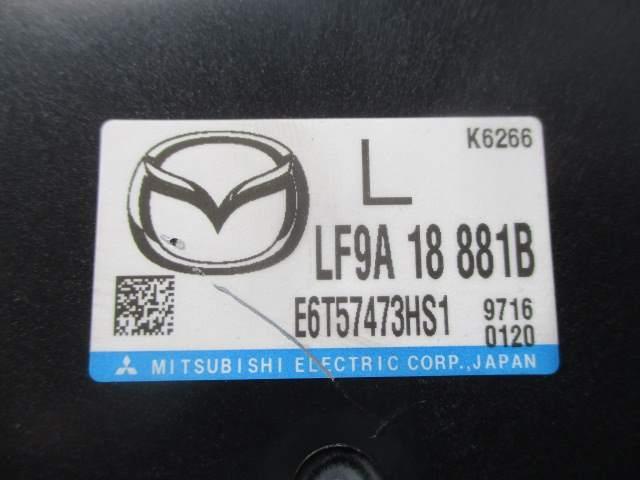 L
K6266
LF9A 18 881B
E6T57473HS1
9716
0120
MITSUBISHI ELECTRIC CORP.,JAPAN